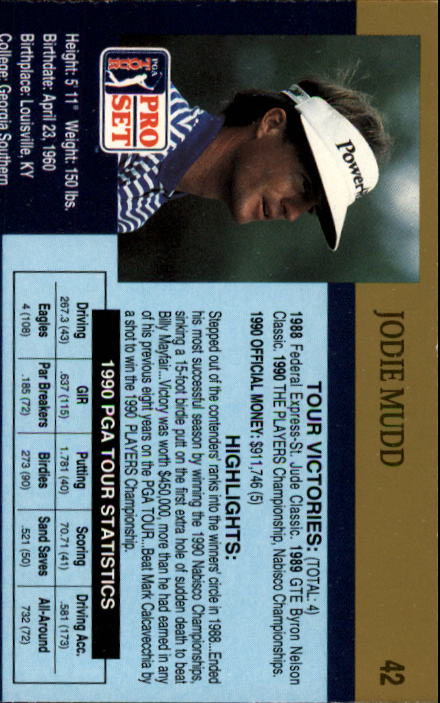 JODIE MUDD
42
Power
PGA
TOUR
PRO
SET
Height: 5' 11" Weight: 150 lbs.
Birthdate: April 23, 1960
Birthplace: Louisville, KY
College: Georgia Southern
TOUR VICTORIES: (TOTAL: 4)
1988 Federal Express-St. Jude Classic. 1989 GTE Byron Nelson
Classic. 1990 THE PLAYERS Championship, Nabisco Championships.
1990 OFFICIAL MONEY: $911,746 (5)
HIGHLIGHTS:
Stepped out of the contenders' ranks into the winners' circle in 1988...Ended
his most successful season by winning the 1990 Nabisco Championships,
sinking a 15-foot birdie putt on the first extra hole of sudden death to beat
Billy Mayfair...Victory was worth $450,000, more than he had earned in any
of his previous eight years on the PGA TOUR...Beat Mark Calcavecchia by
a shot to win the 1990 PLAYERS Championship.
1990 PGA TOUR STATISTICS
Driving GIR Putting Scoring Driving Acc.
267.3 (43) .637 (115) 1.781 (40) 70.71 (41) .581 (173)
Eagles Par Breakers Birdies Sand Saves All-Around
4 (108) .185 (72) 273 (90) .521 (50) 732 (72)